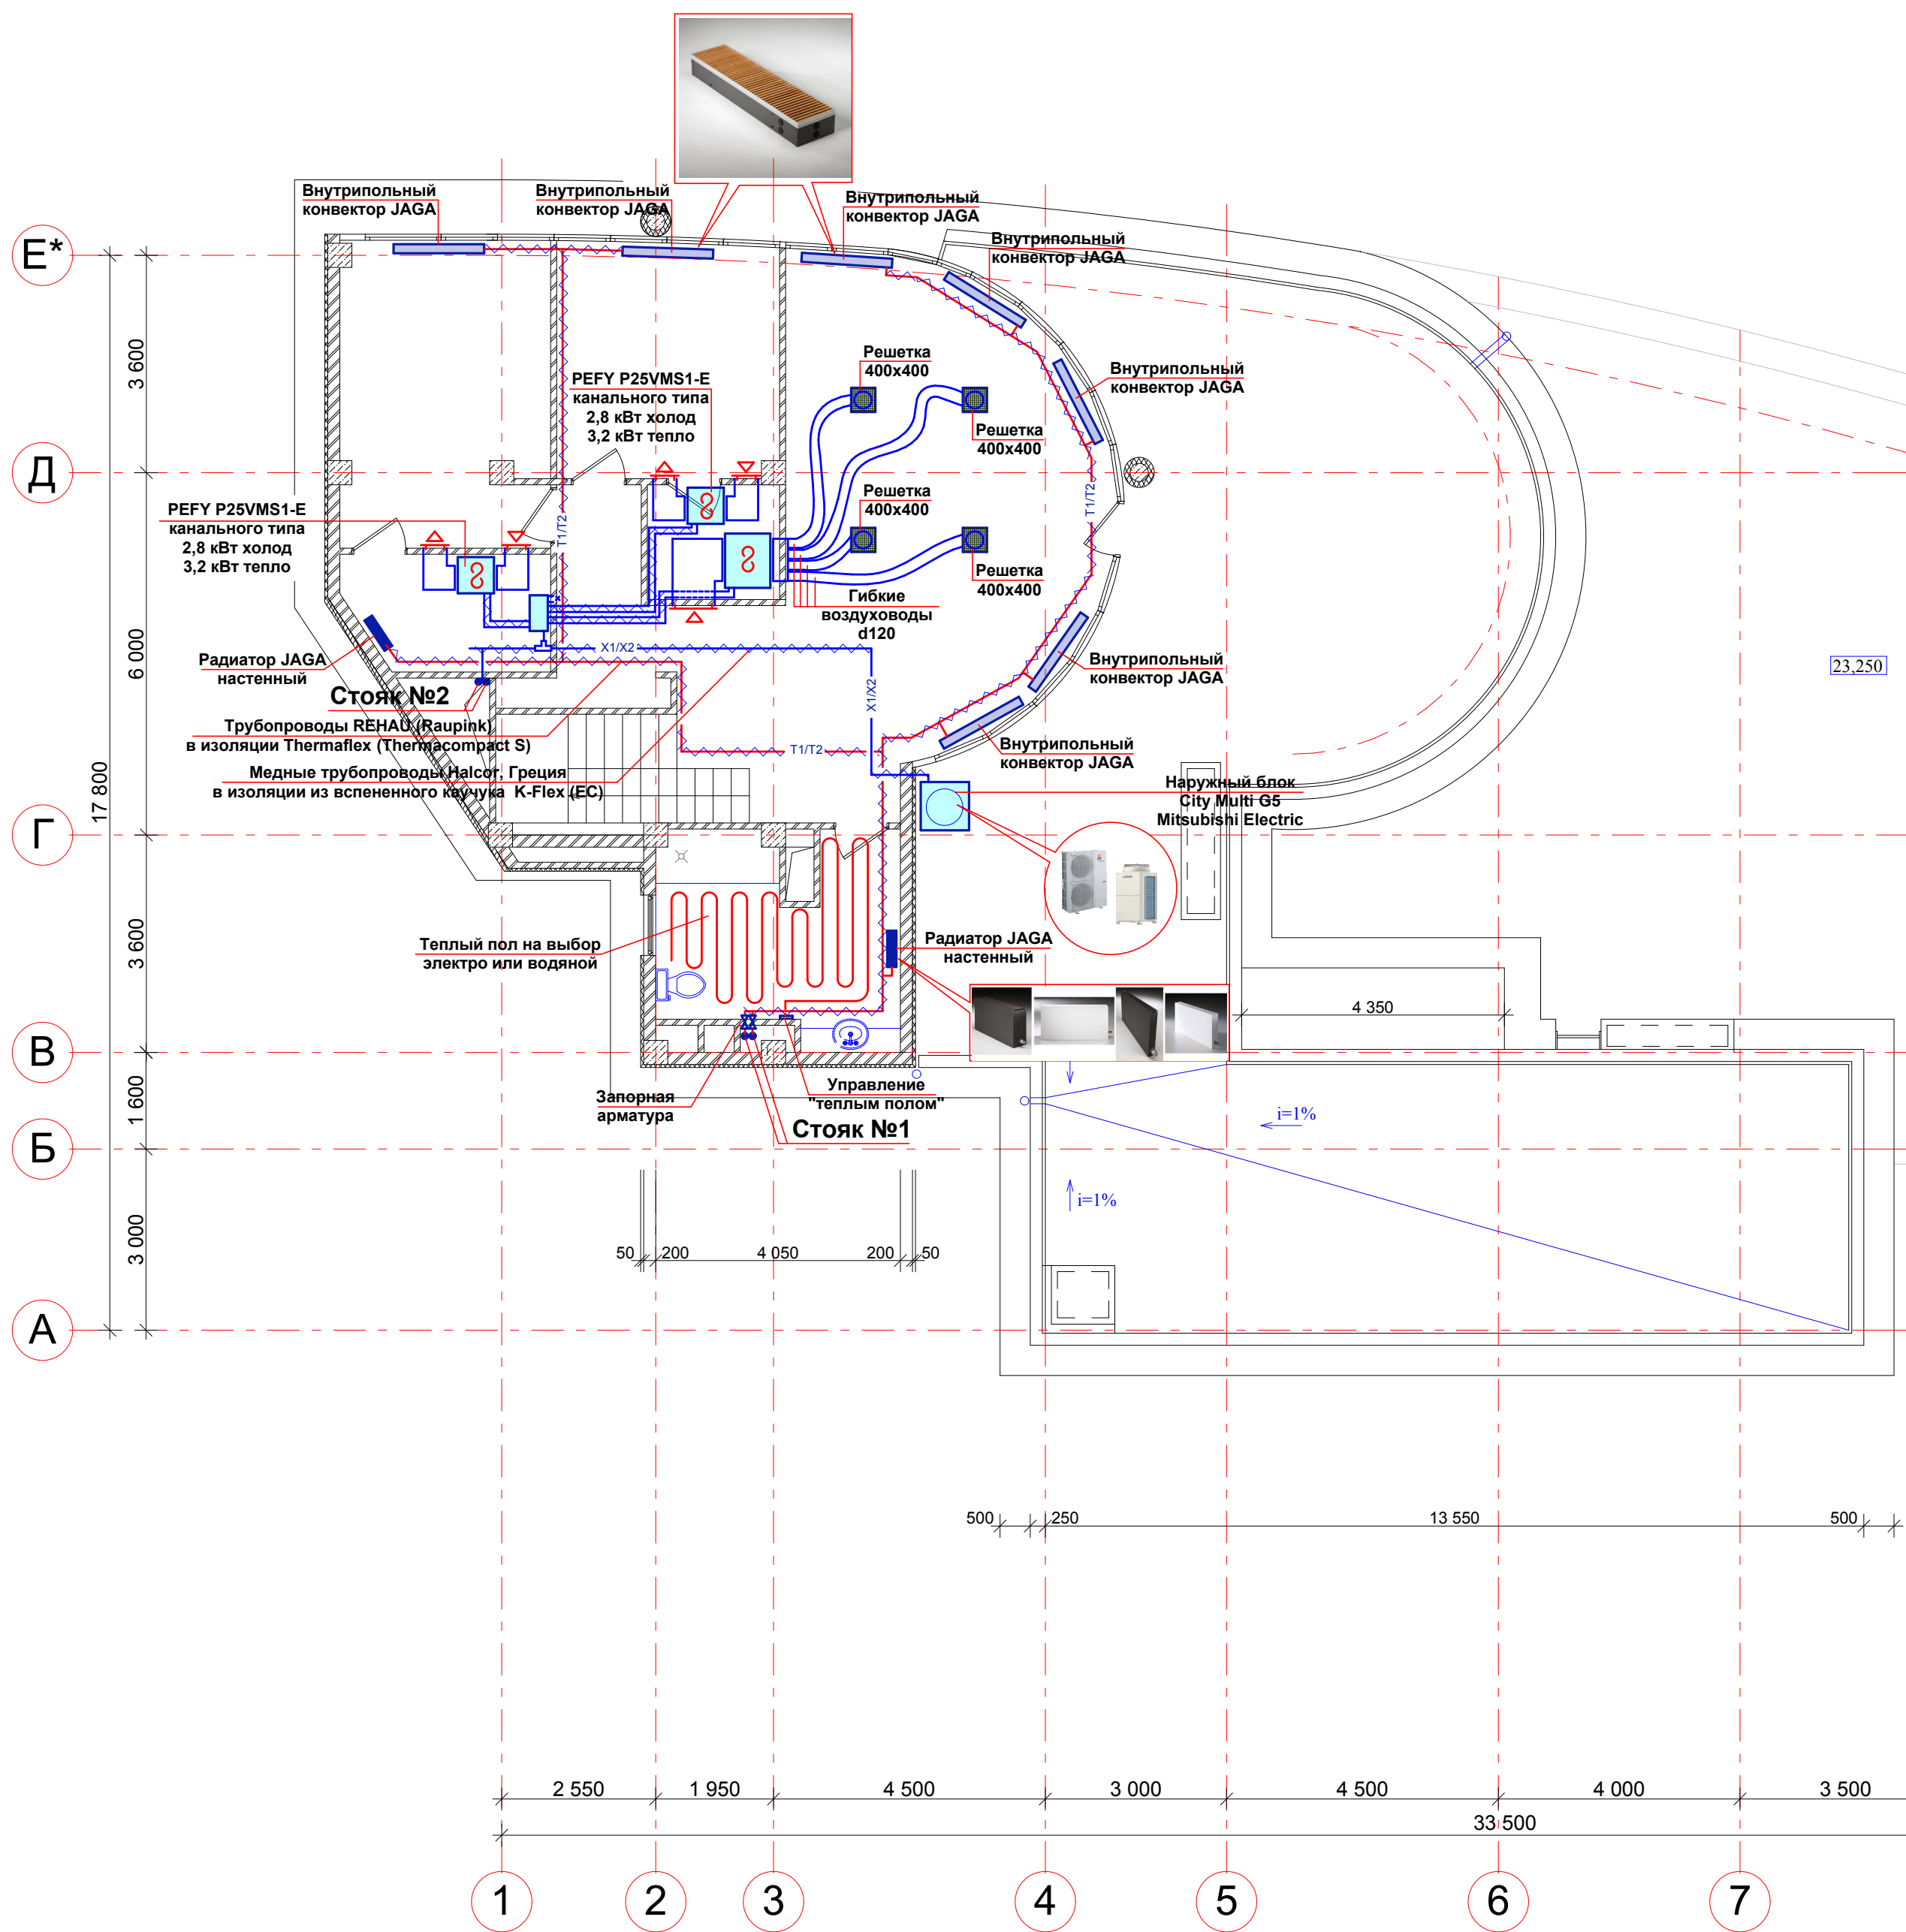 Внутрипольный
конвектор JAGA
Внутрипольный
конвектор JAGA
Внутрипольный
конвектор JAGA
Внутрипольный
конвектор JAGA
Е*
3 600
Решетка
400x400
Внутрипольный
конвектор JAGA
PEFY P25VMS1-E
канального типа
2,8 кВт холод
3,2 кВт тепло
Решетка
400x400
Д
PEFY P25VMS1-E
канального типа
2,8 кВт холод
3,2 кВт тепло
Решетка
400x400
T1/T2
T1/T2
Решетка
400x400
Гибкие
воздуховоды
d120
6 000
X1/X2
Радиатор JAGA
настенный
Внутрипольный
конвектор JAGA
23,250
X1/X2
Стояк №2
Трубопроводы REHAU (Raupink)
в изоляции Thermaflex (Thermacompact S)
T1/T2
Внутрипольный
конвектор JAGA
Медные трубопроводы Halcor, Греция
в изоляции из вспененного каучука K-Flex (EC)
17 800
Наружный блок
City Multi G5
Mitsubishi Electric
Г
3 600
Теплый пол на выбор
электро или водяной
Радиатор JAGA
настенный
4 350
В
1 600
Запорная
арматура
Управление
"теплым полом"
Стояк №1
i=1%
Б
i=1%
3 000
50
200
4 050
200
50
А
500
250
13 550
500
2 550
1 950
4 500
3 000
4 500
4 000
3 500
33 500
1
2
3
4
5
6
7